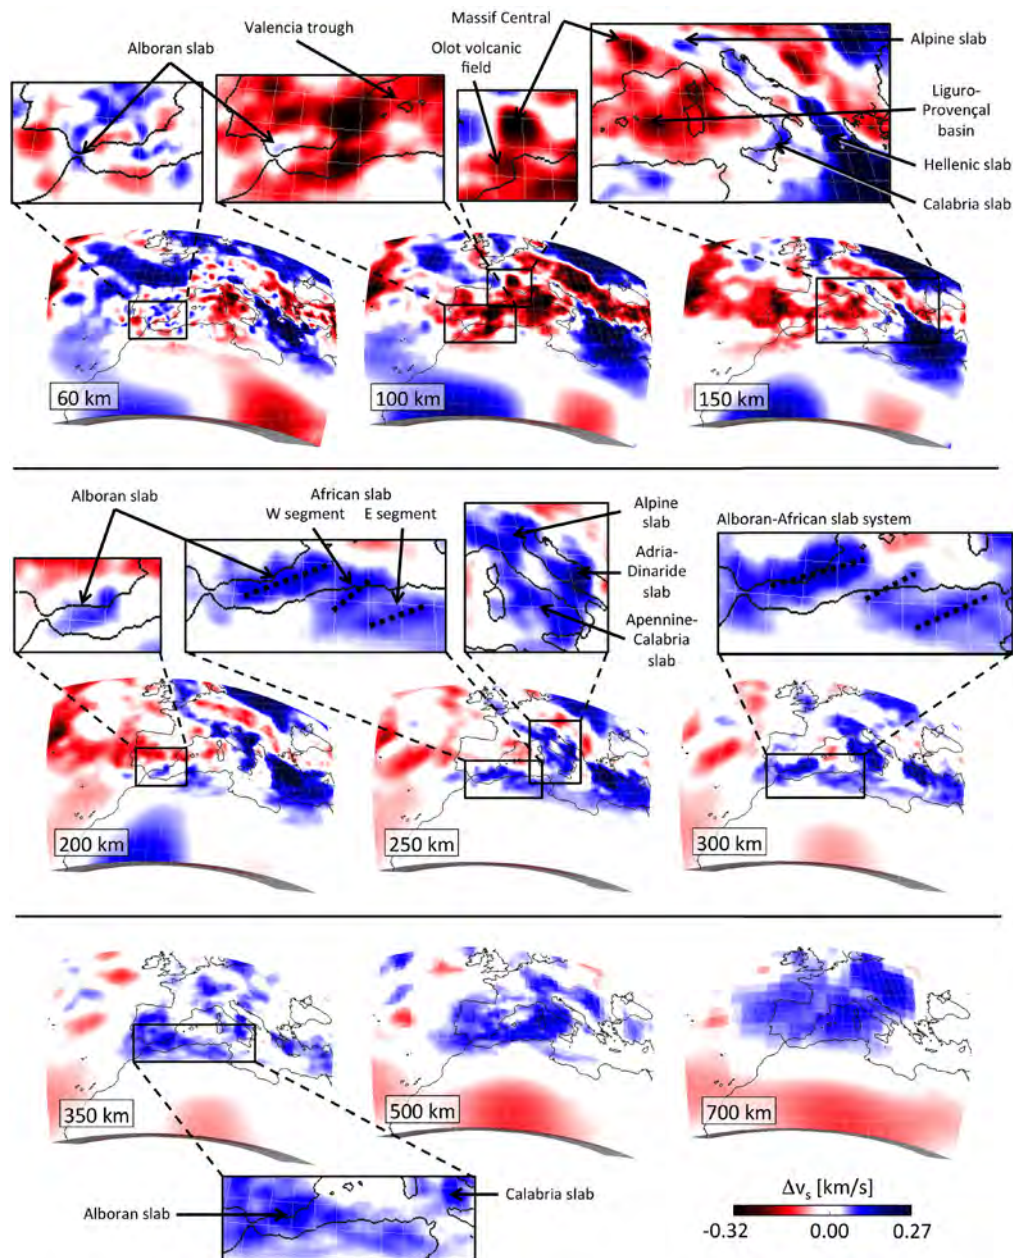 Massif Central
Valencia trough
Alboran slab
Olot volcanic
field
Alpine slab
Liguro-
Provençal
basin
Hellenic slab
Calabria slab
60 km
100 km
150 km
Alboran slab
African slab
W segment
E segment
Alpine
slab
Adria-
Dinaride
slab
Apennine-
Calabria
slab
Alboran-African slab system
200 km
250 km
300 km
350 km
500 km
700 km
Alboran slab
Calabria slab
Δvs [km/s]
-0.32 0.00 0.27